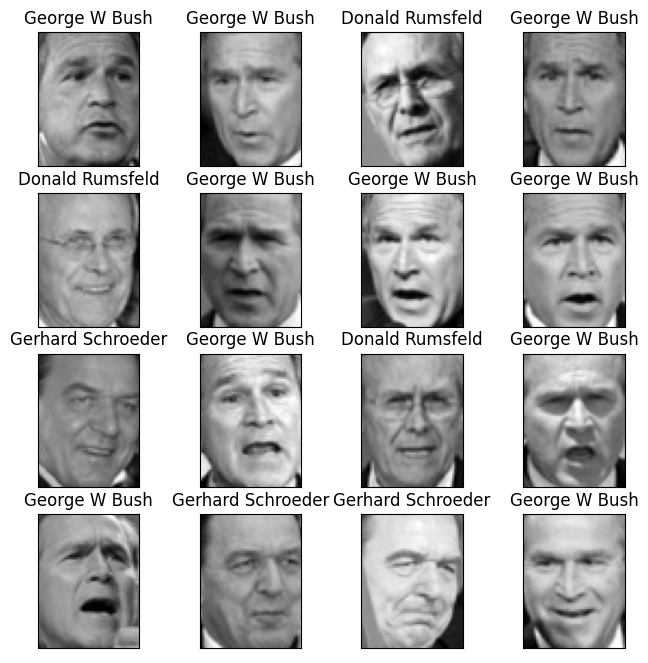 George W Bush George W Bush Donald Rumsfeld George W Bush
Donald Rumsfeld George W Bush George W Bush George W Bush
Gerhard Schroeder George W Bush Donald Rumsfeld George W Bush
George W Bush Gerhard Schroeder Gerhard Schroeder George W Bush